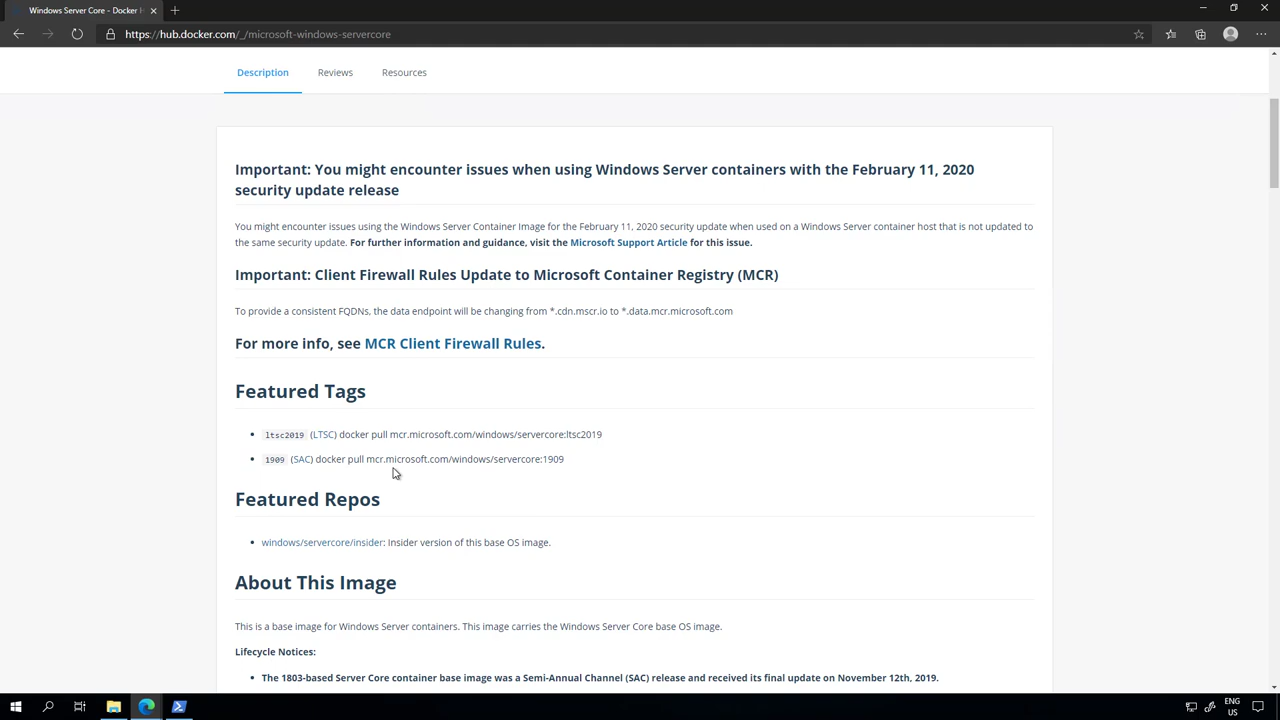 Windows Server Core - Docker H
https://hub.docker.com/_/microsoft-windows-servercore
Description
Reviews
Resources
Important: You might encounter issues when using Windows Server containers with the February 11, 2020
security update release
You might encounter issues using the Windows Server Container Image for the February 11, 2020 security update when used on a Windows Server container host that is not updated to
the same security update. For further information and guidance, visit the Microsoft Support Article for this issue.
Important: Client Firewall Rules Update to Microsoft Container Registry (MCR)
To provide a consistent FQDNs, the data endpoint will be changing from *.cdn.mscr.io to *.data.mcr.microsoft.com
For more info, see MCR Client Firewall Rules.
Featured Tags
• ltsc2019 (LTSC) docker pull mcr.microsoft.com/windows/servercore:ltsc2019
• 1909 (SAC) docker pull mcr.microsoft.com/windows/servercore:1909
Featured Repos
• windows/servercore/insider: Insider version of this base OS image.
About This Image
This is a base image for Windows Server containers. This image carries the Windows Server Core base OS image.
Lifecycle Notices:
• The 1803-based Server Core container base image was a Semi-Annual Channel (SAC) release and received its final update on November 12th, 2019.
ENG
US